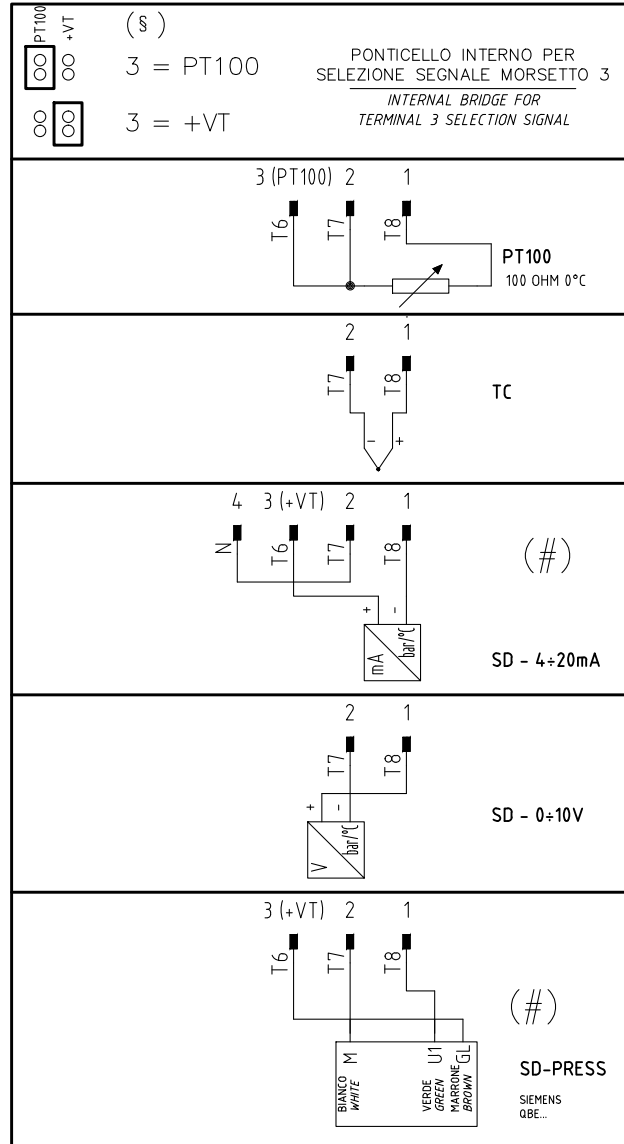 PT100
+VT
(§)
3 = PT100
3 = +VT
PONTICELLO INTERNO PER
SELEZIONE SEGNALE MORSETTO 3
INTERNAL BRIDGE FOR
TERMINAL 3 SELECTION SIGNAL
3 (PT100) 2 1
T6 T7 T8
PT100
100 OHM 0°C
2 1
T7 T8
TC
- +
4 3 (+VT) 2 1
N T6 T7 T8
(#)
+ -
mA bar/°C
SD - 4÷20mA
2 1
T7 T8
+ -
V bar/°C
SD - 0÷10V
3 (+VT) 2 1
T6 T7 T8
(#)
M U1 GL
BIANCO
WHITE
VERDE
GREEN
MARRONE
BROWN
SD-PRESS
SIEMENS
QBE...